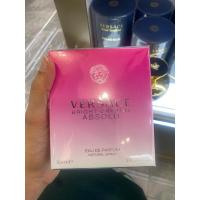 VERSACE
BRIGHT CRYSTAL
ABSOLU
EAU DE PARFUM
NATURAL SPRAY